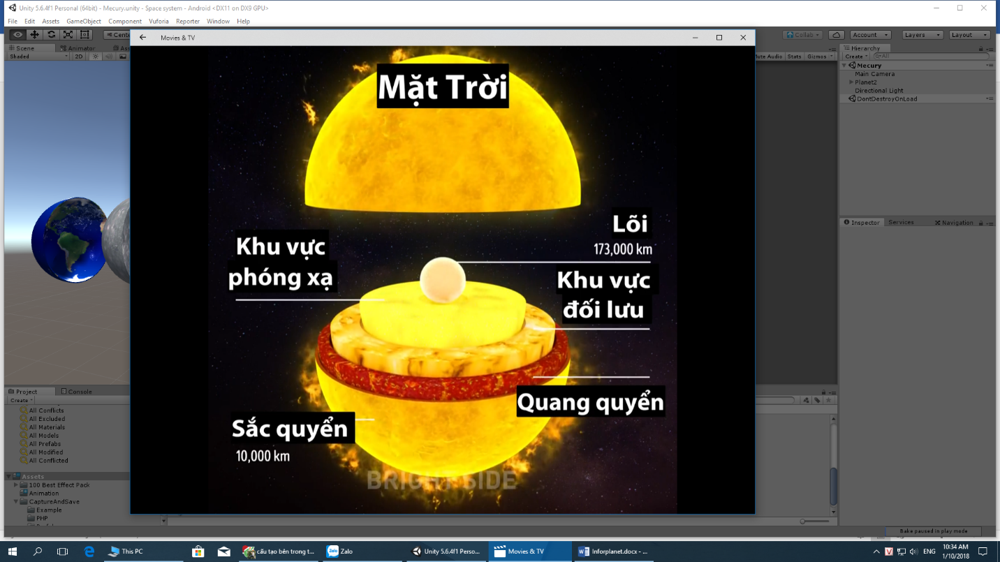 Unity 5.6.4f1 Personal (64bit) - Mecury.unity - Space system - Android <DX11 on DX9 GPU>
File Edit Assets GameObject Component Vuforia Reporter Window Help
Collab Account Layers Layout
Scene Animator
Shaded 2D
Mute Audio Stats Gizmos
Movies & TV
Mặt Trời
Lõi
173,000 km
Khu vực
phóng xạ
Khu vực
đối lưu
Quang quyển
Sắc quyển
10,000 km
BRIGHT SIDE
Hierarchy
Create All
Mecury
Main Camera
Planet2
Directional Light
DontDestroyOnLoad
Inspector Services Navigation
Project Console
Create
All Conflicts
All Excluded
All Materials
All Models
All Prefabs
All Modified
All Conflicted
Assets
100 Best Effect Pack
Animation
CaptureAndSave
Example
PHP
Bake paused in play mode
This PC
cấu tạo bên trong t...
Zalo
Unity 5.6.4f1 Perso...
Movies & TV
Inforplanet.docx - ...
ENG
10:34 AM
1/10/2018